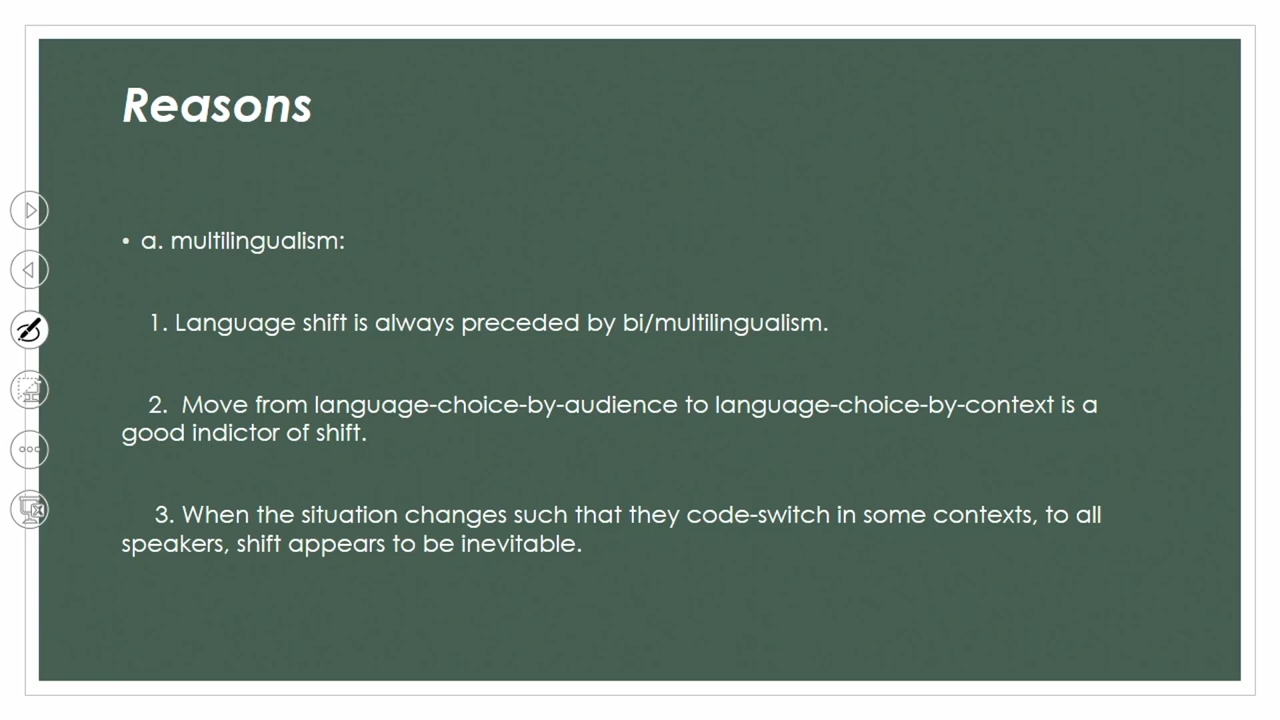 Reasons
• a. multilingualism:
1. Language shift is always preceded by bi/multilingualism.
2. Move from language-choice-by-audience to language-choice-by-context is a
good indictor of shift.
3. When the situation changes such that they code-switch in some contexts, to all
speakers, shift appears to be inevitable.